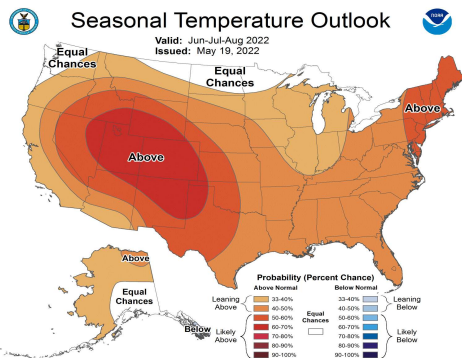 Seasonal Temperature Outlook
Valid: Jun-Jul-Aug 2022
Issued: May 19, 2022
NOAA
Equal
Chances
Equal
Chances
Above
Above
Above
Equal
Chances
Below
Probability (Percent Chance)
Above Normal
Below Normal
Leaning
Above
Likely
Above
33-40%
40-50%
50-60%
60-70%
70-80%
80-90%
90-100%
Equal
Chances
33-40%
40-50%
50-60%
60-70%
70-80%
80-90%
90-100%
Leaning
Below
Likely
Below